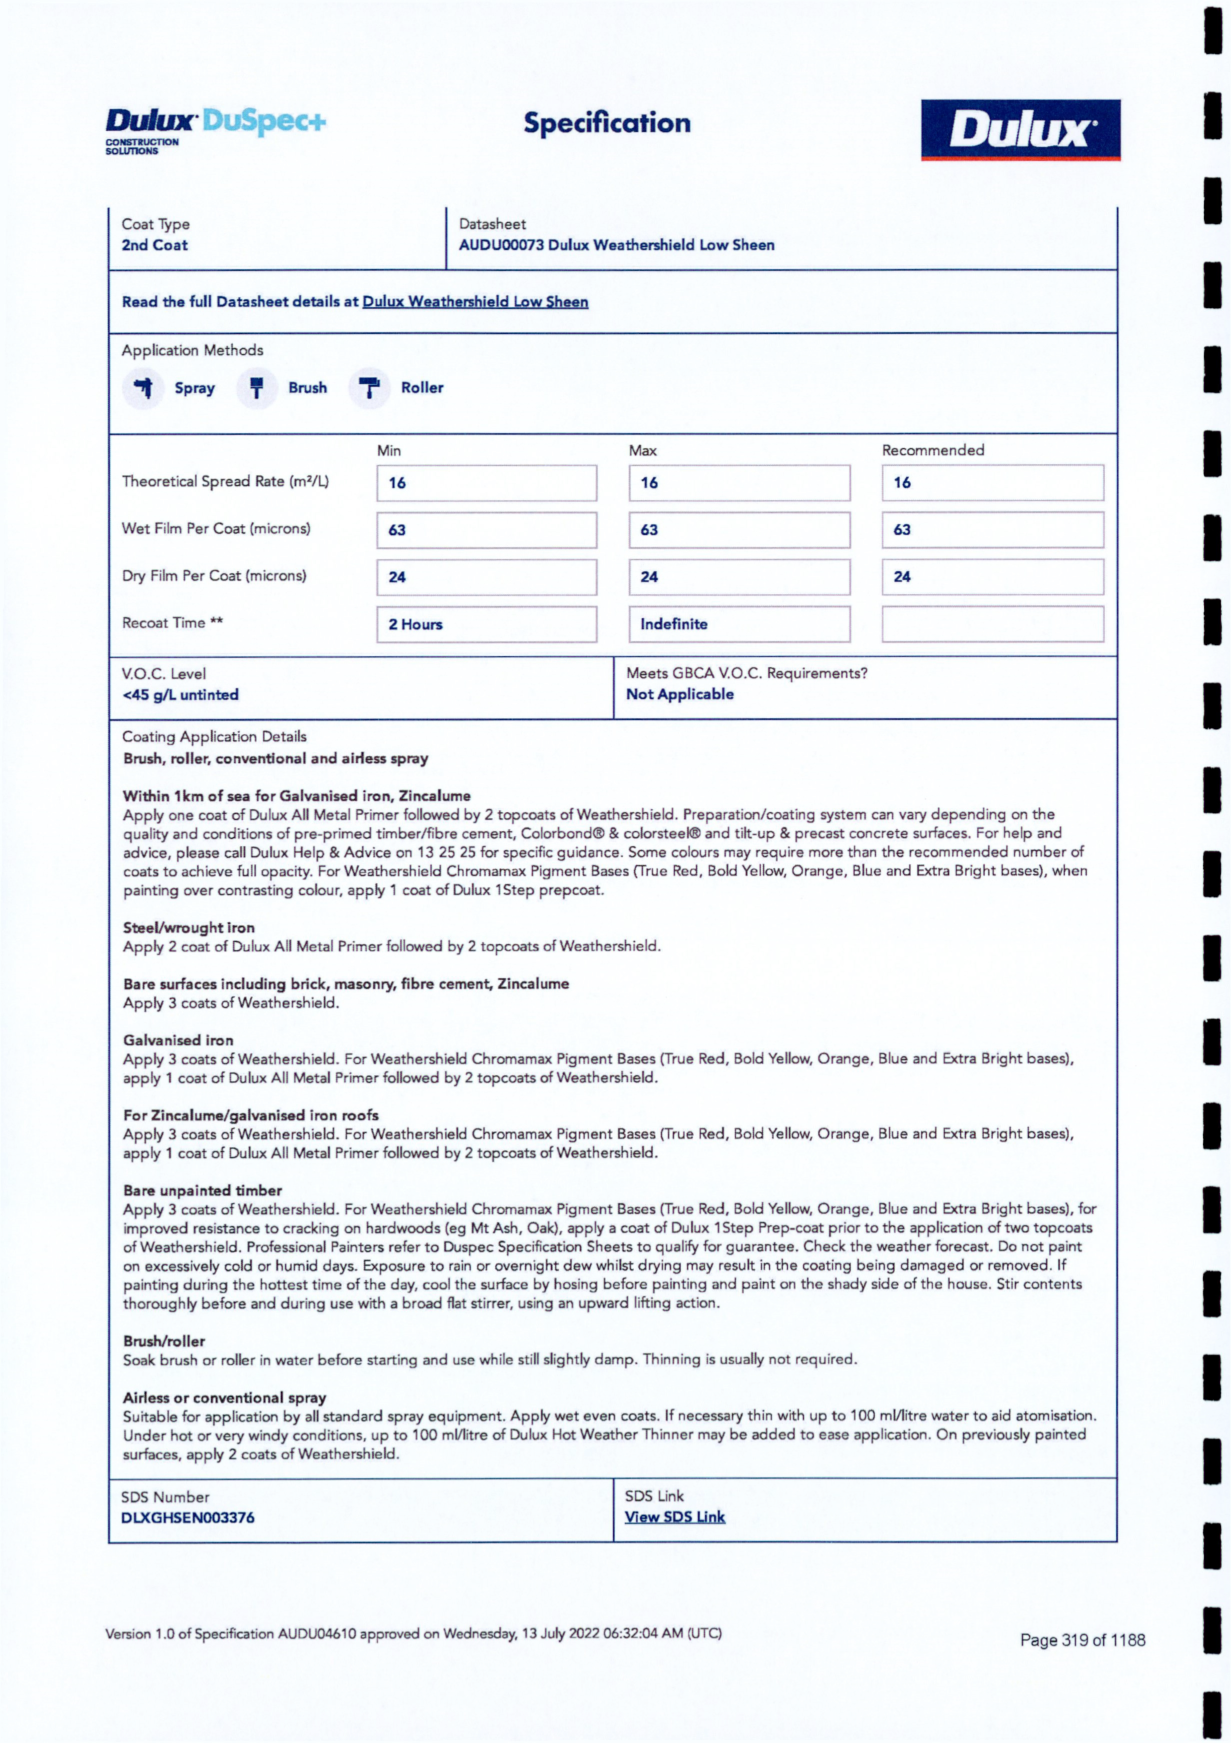 Dulux DuSpec+
CONSTRUCTION
SOLUTIONS
Specification
Dulux
Coat Type
2nd Coat
Datasheet
AUDU00073 Dulux Weathershield Low Sheen
Read the full Datasheet details at Dulux Weathershield Low Sheen
Application Methods
Spray Brush Roller
Min Max Recommended
Theoretical Spread Rate (m²/L) 16 16 16
Wet Film Per Coat (microns) 63 63 63
Dry Film Per Coat (microns) 24 24 24
Recoat Time ** 2 Hours Indefinite
V.O.C. Level
<45 g/L untinted
Meets GBCA V.O.C. Requirements?
Not Applicable
Coating Application Details
Brush, roller, conventional and airless spray
Within 1km of sea for Galvanised iron, Zincalume
Apply one coat of Dulux All Metal Primer followed by 2 topcoats of Weathershield. Preparation/coating system can vary depending on the
quality and conditions of pre-primed timber/fibre cement, Colorbond® & colorsteel® and tilt-up & precast concrete surfaces. For help and
advice, please call Dulux Help & Advice on 13 25 25 for specific guidance. Some colours may require more than the recommended number of
coats to achieve full opacity. For Weathershield Chromamax Pigment Bases (True Red, Bold Yellow, Orange, Blue and Extra Bright bases), when
painting over contrasting colour, apply 1 coat of Dulux 1Step prepcoat.
Steel/wrought iron
Apply 2 coat of Dulux All Metal Primer followed by 2 topcoats of Weathershield.
Bare surfaces including brick, masonry, fibre cement, Zincalume
Apply 3 coats of Weathershield.
Galvanised iron
Apply 3 coats of Weathershield. For Weathershield Chromamax Pigment Bases (True Red, Bold Yellow, Orange, Blue and Extra Bright bases),
apply 1 coat of Dulux All Metal Primer followed by 2 topcoats of Weathershield.
For Zincalume/galvanised iron roofs
Apply 3 coats of Weathershield. For Weathershield Chromamax Pigment Bases (True Red, Bold Yellow, Orange, Blue and Extra Bright bases),
apply 1 coat of Dulux All Metal Primer followed by 2 topcoats of Weathershield.
Bare unpainted timber
Apply 3 coats of Weathershield. For Weathershield Chromamax Pigment Bases (True Red, Bold Yellow, Orange, Blue and Extra Bright bases), for
improved resistance to cracking on hardwoods (eg Mt Ash, Oak), apply a coat of Dulux 1Step Prep-coat prior to the application of two topcoats
of Weathershield. Professional Painters refer to Duspec Specification Sheets to qualify for guarantee. Check the weather forecast. Do not paint
on excessively cold or humid days. Exposure to rain or overnight dew whilst drying may result in the coating being damaged or removed. If
painting during the hottest time of the day, cool the surface by hosing before painting and paint on the shady side of the house. Stir contents
thoroughly before and during use with a broad flat stirrer, using an upward lifting action.
Brush/roller
Soak brush or roller in water before starting and use while still slightly damp. Thinning is usually not required.
Airless or conventional spray
Suitable for application by all standard spray equipment. Apply wet even coats. If necessary thin with up to 100 ml/litre water to aid atomisation.
Under hot or very windy conditions, up to 100 ml/litre of Dulux Hot Weather Thinner may be added to ease application. On previously painted
surfaces, apply 2 coats of Weathershield.
SDS Number
DLXGHSEN003376
SDS Link
View SDS Link
Version 1.0 of Specification AUDU04610 approved on Wednesday, 13 July 2022 06:32:04 AM (UTC)
Page 319 of 1188